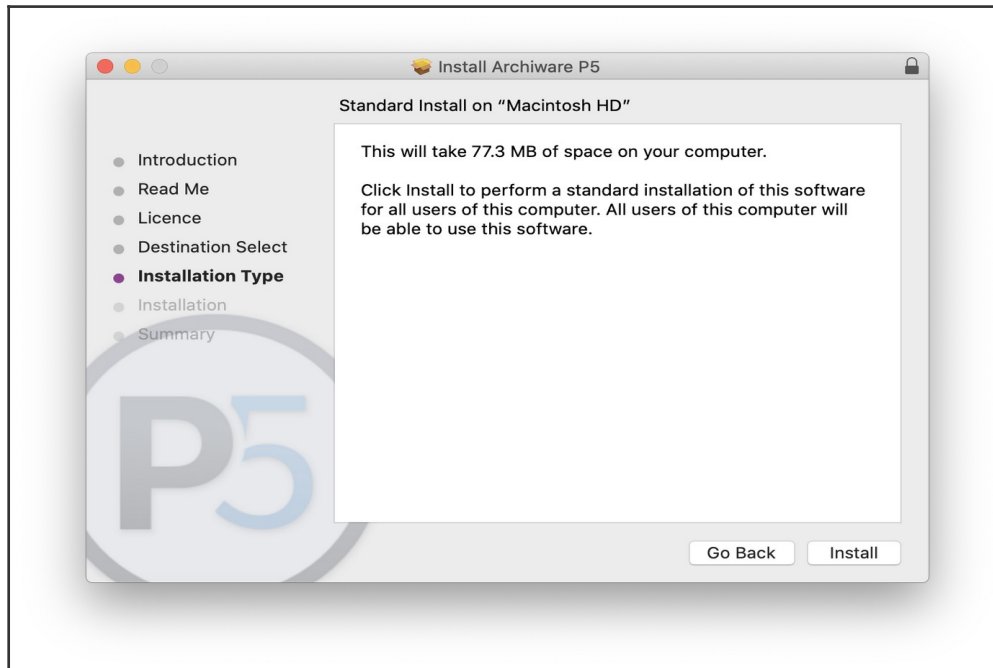 Install Archiware P5
Standard Install on “Macintosh HD”
Introduction
Read Me
Licence
Destination Select
Installation Type
Installation
Summary
This will take 77.3 MB of space on your computer.
Click Install to perform a standard installation of this software
for all users of this computer. All users of this computer will
be able to use this software.
P5
Go Back
Install